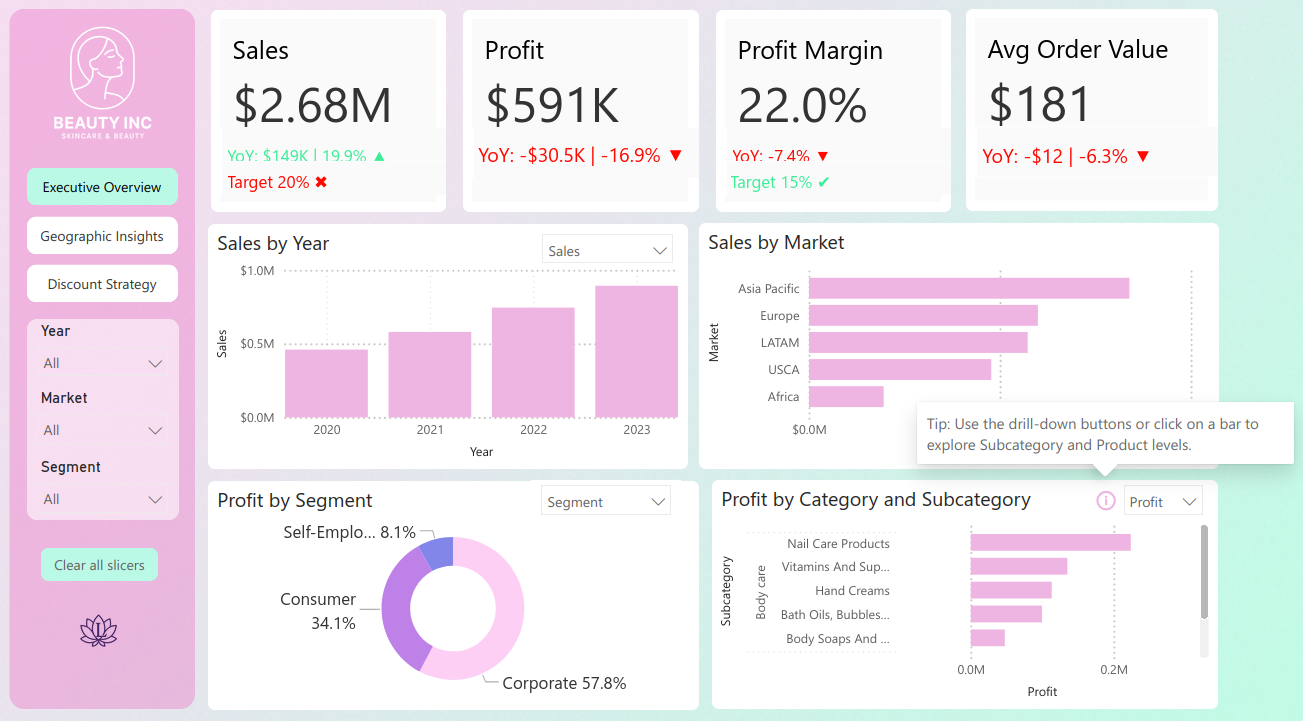 BEAUTY INC
SKINCARE & BEAUTY
Executive Overview
Geographic Insights
Discount Strategy
Year
All
Market
All
Segment
All
Clear all slicers
Sales
$2.68M
YoY: $149K | 19.9% ▲
Target 20% ✖
Profit
$591K
YoY: -$30.5K | -16.9% ▼
Profit Margin
22.0%
YoY: -7.4% ▼
Target 15% ✔
Avg Order Value
$181
YoY: -$12 | -6.3% ▼
Sales by Year
Sales
$1.0M
$0.5M
$0.0M
Sales
2020 2021 2022 2023
Year
Sales by Market
Market
Asia Pacific
Europe
LATAM
USCA
Africa
$0.0M
Tip: Use the drill-down buttons or click on a bar to
explore Subcategory and Product levels.
Profit by Segment
Segment
Self-Emplo... 8.1%
Consumer
34.1%
Corporate 57.8%
Profit by Category and Subcategory
Profit
Subcategory
Body care
Nail Care Products
Vitamins And Sup...
Hand Creams
Bath Oils, Bubbles...
Body Soaps And ...
0.0M 0.2M
Profit